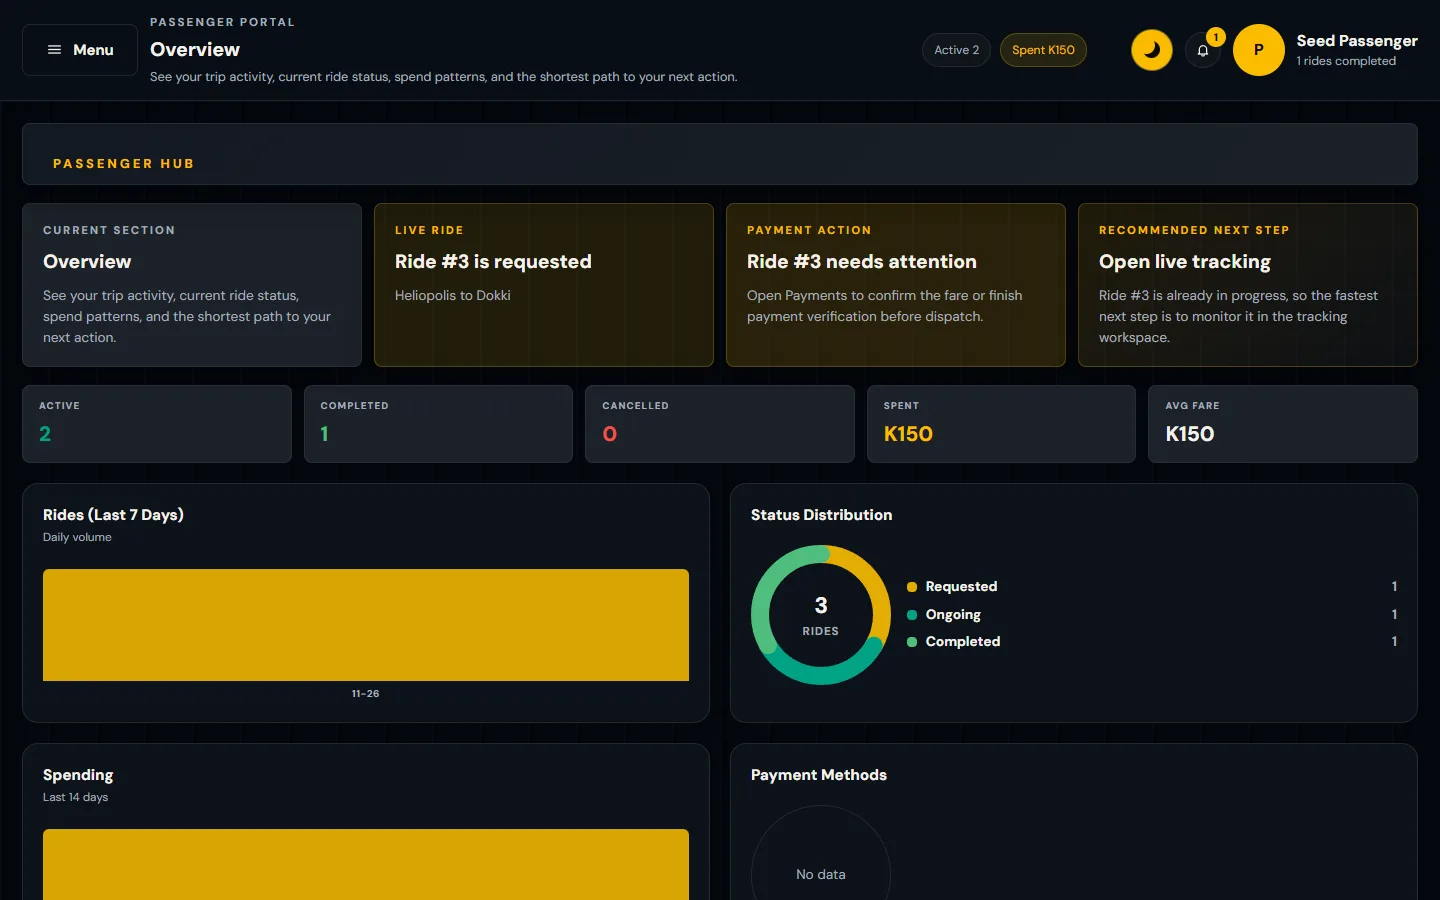 Menu
PASSENGER PORTAL
Overview
See your trip activity, current ride status, spend patterns, and the shortest path to your next action.
Active 2
Spent K150
1
P
Seed Passenger
1 rides completed
PASSENGER HUB
CURRENT SECTION
Overview
See your trip activity, current ride status,
spend patterns, and the shortest path to your
next action.
LIVE RIDE
Ride #3 is requested
Heliopolis to Dokki
PAYMENT ACTION
Ride #3 needs attention
Open Payments to confirm the fare or finish
payment verification before dispatch.
RECOMMENDED NEXT STEP
Open live tracking
Ride #3 is already in progress, so the fastest
next step is to monitor it in the tracking
workspace.
ACTIVE
2
COMPLETED
1
CANCELLED
0
SPENT
K150
AVG FARE
K150
Rides (Last 7 Days)
Daily volume
11-26
Status Distribution
3
RIDES
Requested 1
Ongoing 1
Completed 1
Spending
Last 14 days
Payment Methods
No data